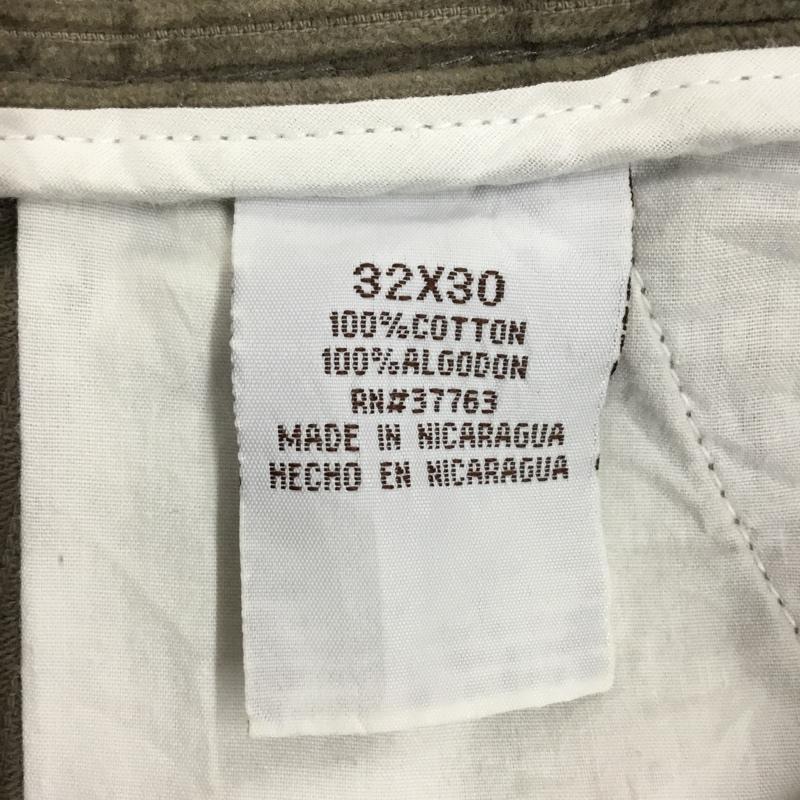 32X30
100%COTTON
100%ALGODON
RN#37763
MADE IN NICARAGUA
HECHO EN NICARAGUA